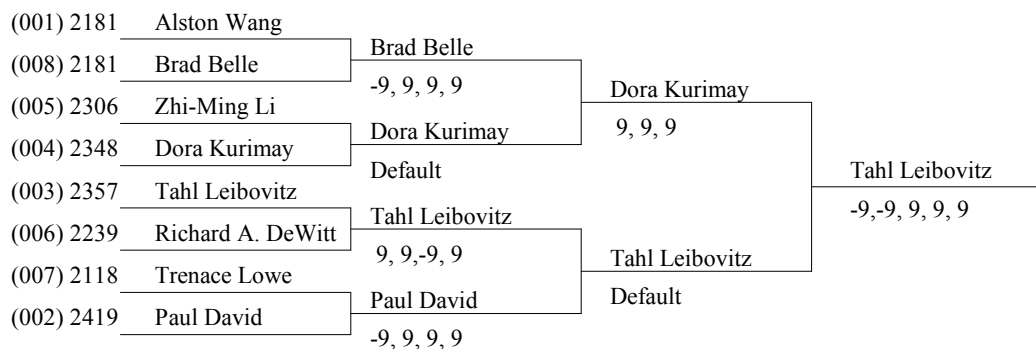 (001) 2181 Alston Wang
(008) 2181 Brad Belle
(005) 2306 Zhi-Ming Li
(004) 2348 Dora Kurimay
(003) 2357 Tahl Leibovitz
(006) 2239 Richard A. DeWitt
(007) 2118 Trenace Lowe
(002) 2419 Paul David
Brad Belle
-9, 9, 9, 9
Dora Kurimay
Default
Tahl Leibovitz
9, 9,-9, 9
Paul David
-9, 9, 9, 9
Dora Kurimay
9, 9, 9
Tahl Leibovitz
Default
Tahl Leibovitz
-9,-9, 9, 9, 9